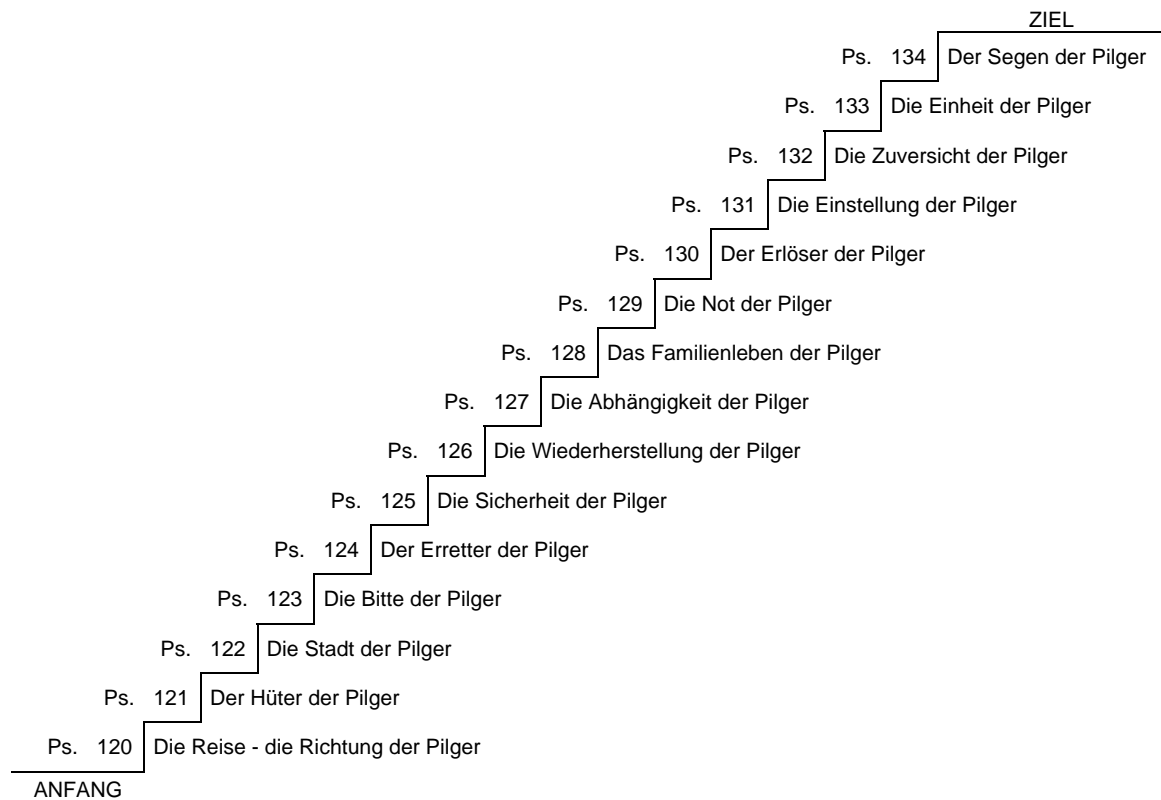 ZIEL
Ps. 134 Der Segen der Pilger
Ps. 133 Die Einheit der Pilger
Ps. 132 Die Zuversicht der Pilger
Ps. 131 Die Einstellung der Pilger
Ps. 130 Der Erlöser der Pilger
Ps. 129 Die Not der Pilger
Ps. 128 Das Familienleben der Pilger
Ps. 127 Die Abhängigkeit der Pilger
Ps. 126 Die Wiederherstellung der Pilger
Ps. 125 Die Sicherheit der Pilger
Ps. 124 Der Erretter der Pilger
Ps. 123 Die Bitte der Pilger
Ps. 122 Die Stadt der Pilger
Ps. 121 Der Hüter der Pilger
Ps. 120 Die Reise - die Richtung der Pilger
ANFANG